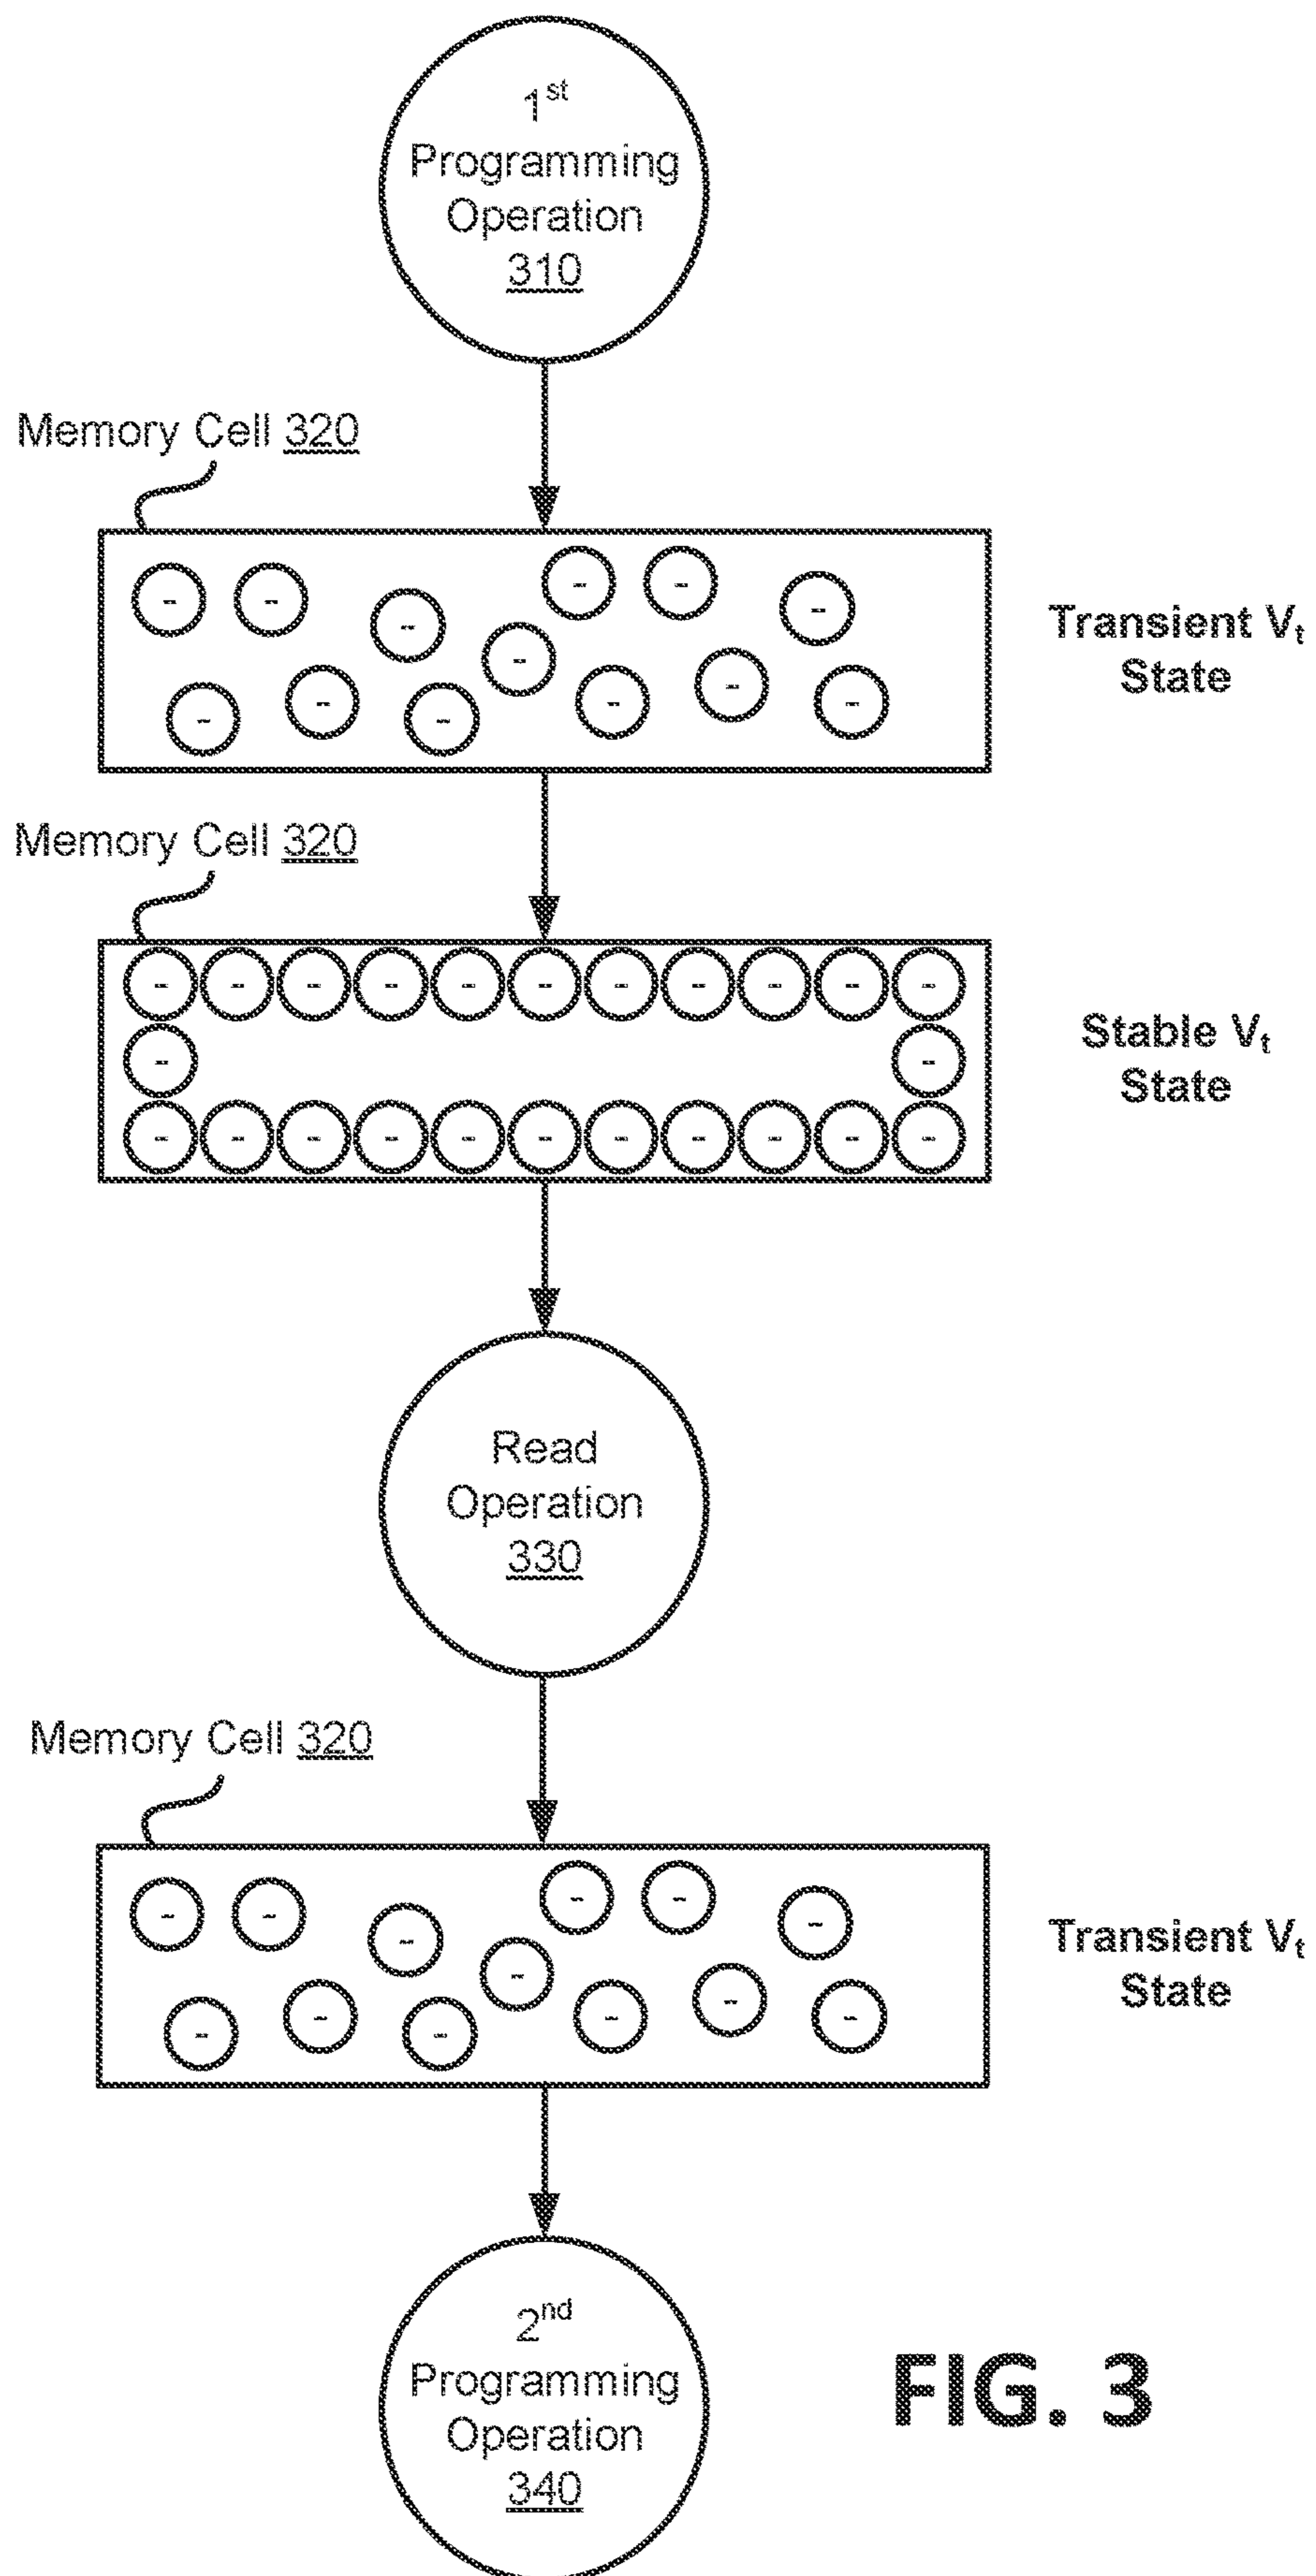 1st
Programming
Operation
310
Memory Cell 320
Transient Vt
State
Memory Cell 320
Stable Vt
State
Read
Operation
330
Memory Cell 320
Transient Vt
State
2nd
Programming
Operation
340
FIG. 3